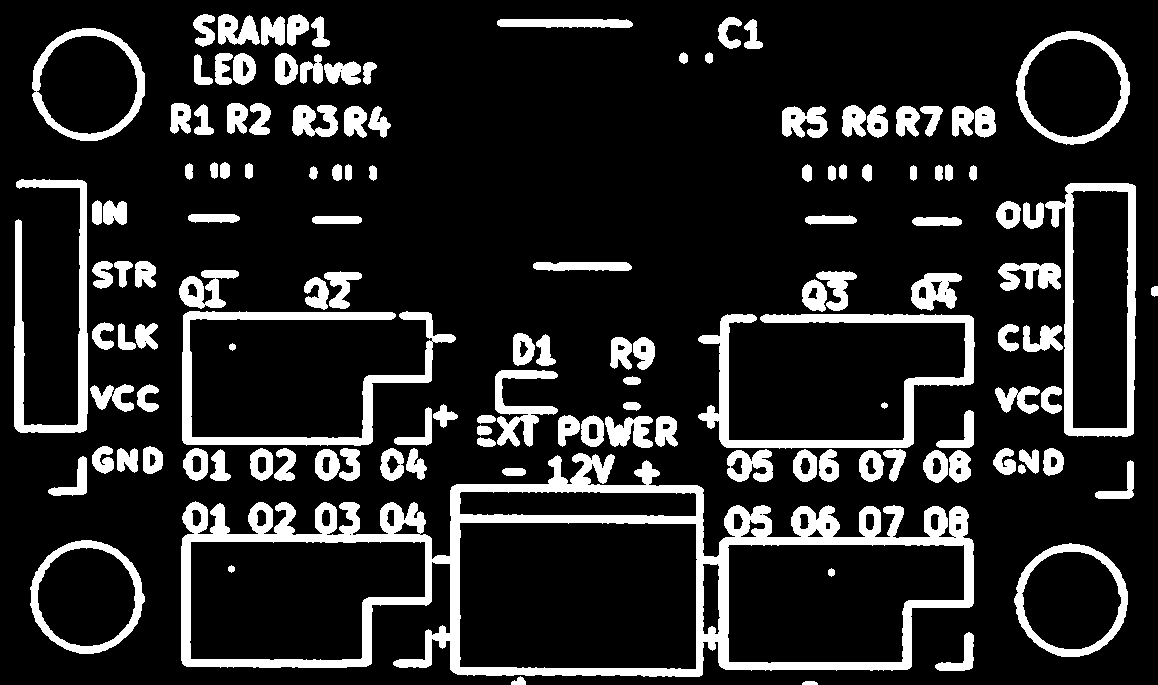 SRAMP1
C1
LED Driver
R1 R2 R3 R4
R5 R6 R7 R8
IN
OUT
STR
STR
Q1 Q2
Q3 Q4
CLK
CLK
-
-
D1 R9
VCC
VCC
+
+
EXT POWER
- 12V +
GND
O1 O2 O3 O4
O5 O6 O7 O8
GND
O1 O2 O3 O4
O5 O6 O7 O8
-
-
+
+